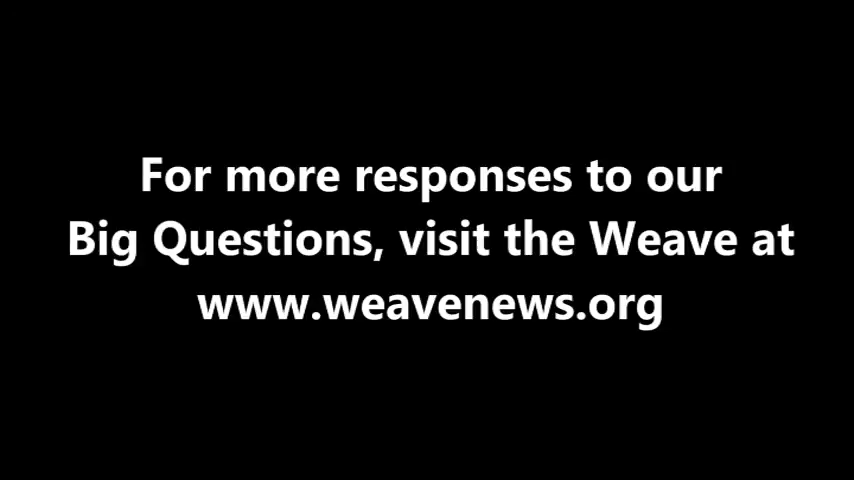 For more responses to our
Big Questions, visit the Weave at
www.weavenews.org